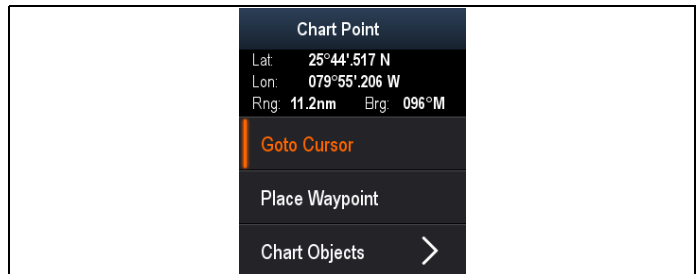 Chart Point
Lat: 25°44'.517 N
Lon: 079°55'.206 W
Rng: 11.2nm Brg: 096°M
Goto Cursor
Place Waypoint
Chart Objects